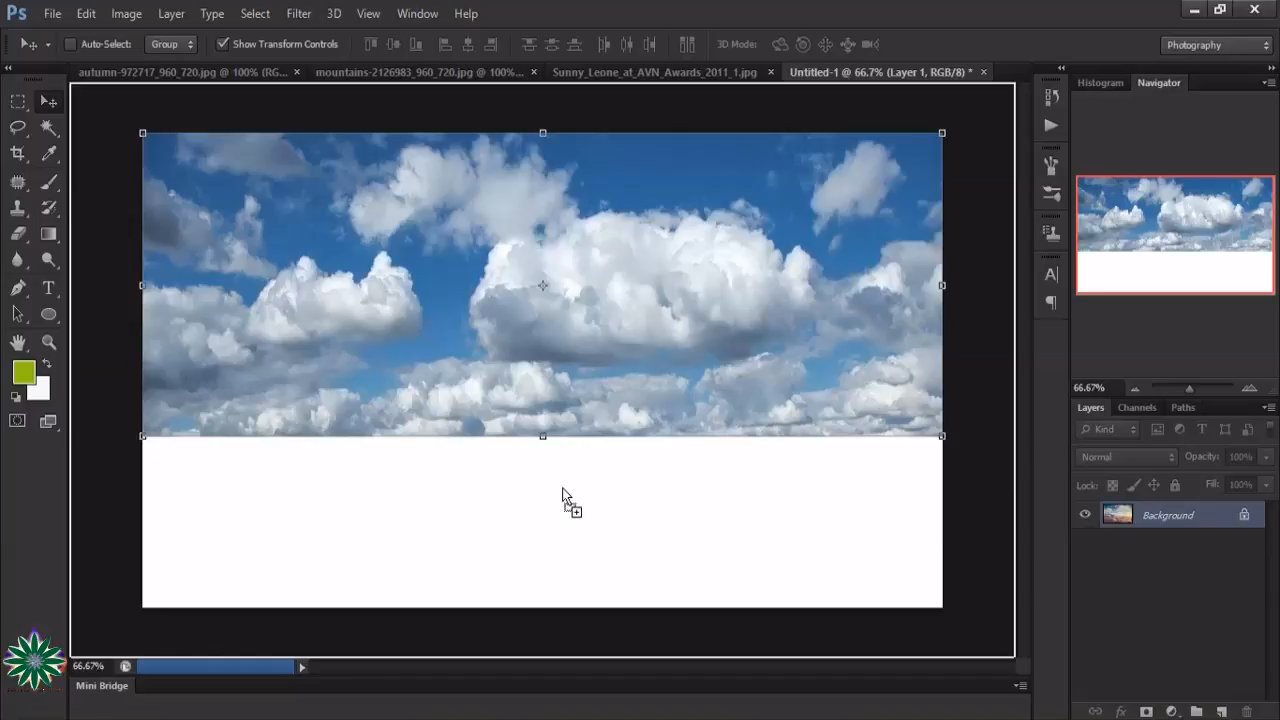 Ps File Edit Image Layer Type Select Filter 3D View Window Help
Auto-Select: Group Show Transform Controls 3D Mode: Photography
autumn-972717_960_720.jpg @ 100% (RG... × mountains-2126983_960_720.jpg @ 100%... × Sunny_Leone_at_AVN_Awards_2011_1.jpg × Untitled-1 @ 66.7% (Layer 1, RGB/8) * ×
Histogram Navigator
66.67%
Layers Channels Paths
Kind
Normal Opacity: 100%
Lock: Fill: 100%
Background
66.67%
Mini Bridge